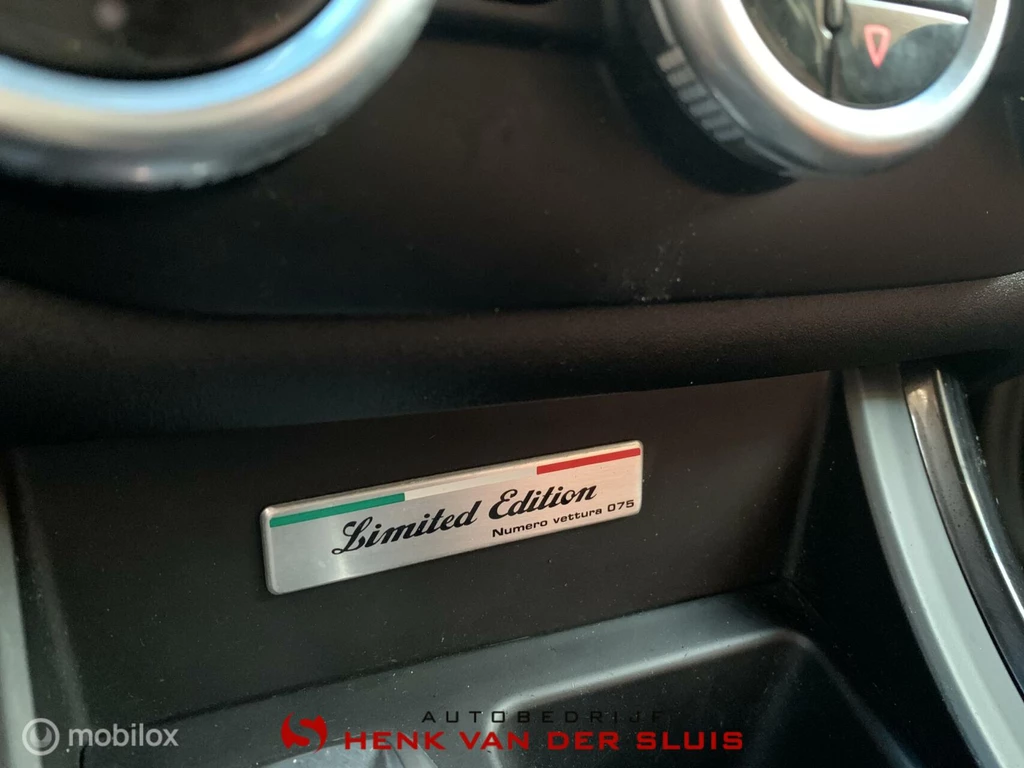 Limited Edition
Numero vettura 075
mobilox
AUTOBEDRIJF
HENK VAN DER SLUIS